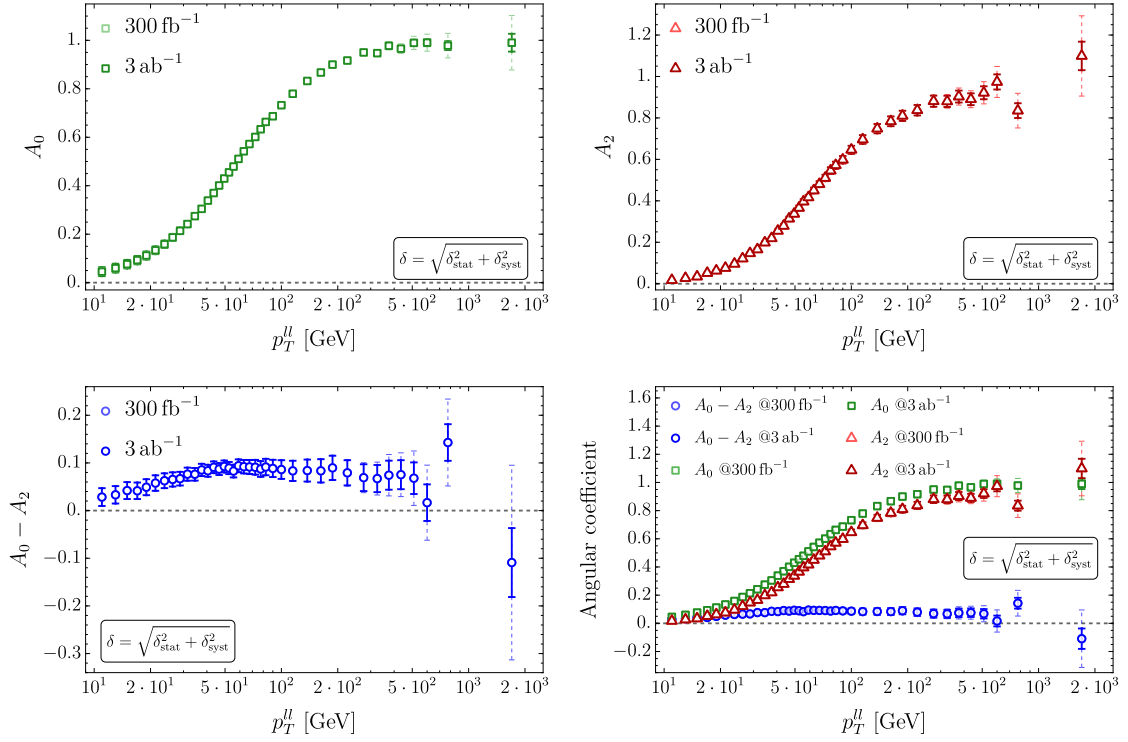 300 fb⁻¹
3 ab⁻¹
A₀
1.
0.8
0.6
0.4
0.2
0.
δ = √(δ²_stat + δ²_syst)
10¹ 2·10¹ 5·10¹ 10² 2·10² 5·10² 10³ 2·10³
p_T^{ll} [GeV]
300 fb⁻¹
3 ab⁻¹
A₂
1.2
1.
0.8
0.6
0.4
0.2
0.
δ = √(δ²_stat + δ²_syst)
10¹ 2·10¹ 5·10¹ 10² 2·10² 5·10² 10³ 2·10³
p_T^{ll} [GeV]
300 fb⁻¹
3 ab⁻¹
A₀ − A₂
0.2
0.1
0.
−0.1
−0.2
−0.3
δ = √(δ²_stat + δ²_syst)
10¹ 2·10¹ 5·10¹ 10² 2·10² 5·10² 10³ 2·10³
p_T^{ll} [GeV]
A₀ − A₂ @300 fb⁻¹
A₀ − A₂ @3 ab⁻¹
A₀ @300 fb⁻¹
A₀ @3 ab⁻¹
A₂ @300 fb⁻¹
A₂ @3 ab⁻¹
Angular coefficient
1.6
1.4
1.2
1.
0.8
0.6
0.4
0.2
0.
−0.2
δ = √(δ²_stat + δ²_syst)
10¹ 2·10¹ 5·10¹ 10² 2·10² 5·10² 10³ 2·10³
p_T^{ll} [GeV]